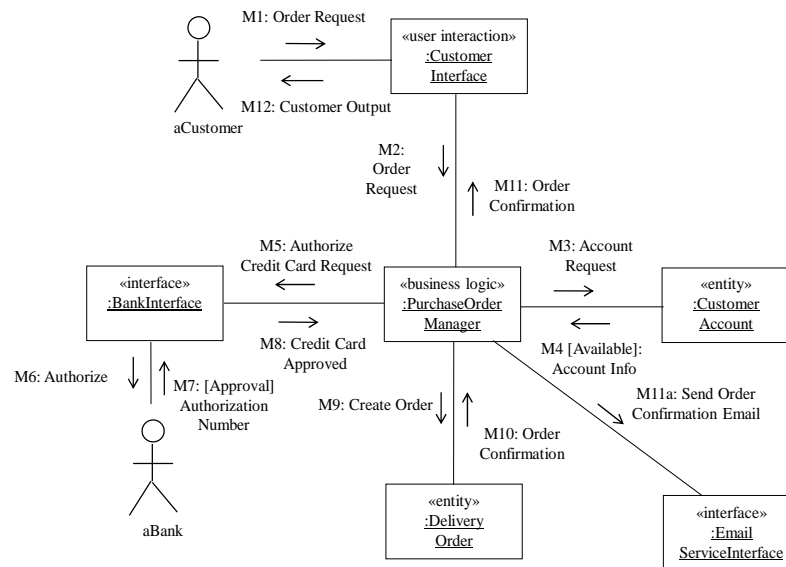 M1: Order Request
«user interaction»
:Customer
Interface
M12: Customer Output
aCustomer
M2:
Order
Request
M11: Order
Confirmation
M5: Authorize
Credit Card Request
M3: Account
Request
«interface»
:BankInterface
«business logic»
:PurchaseOrder
Manager
«entity»
:Customer
Account
M8: Credit Card
Approved
M4 [Available]:
Account Info
M6: Authorize
M7: [Approval]
Authorization
Number
M9: Create Order
M10: Order
Confirmation
M11a: Send Order
Confirmation Email
aBank
«entity»
:Delivery
Order
«interface»
:Email
ServiceInterface